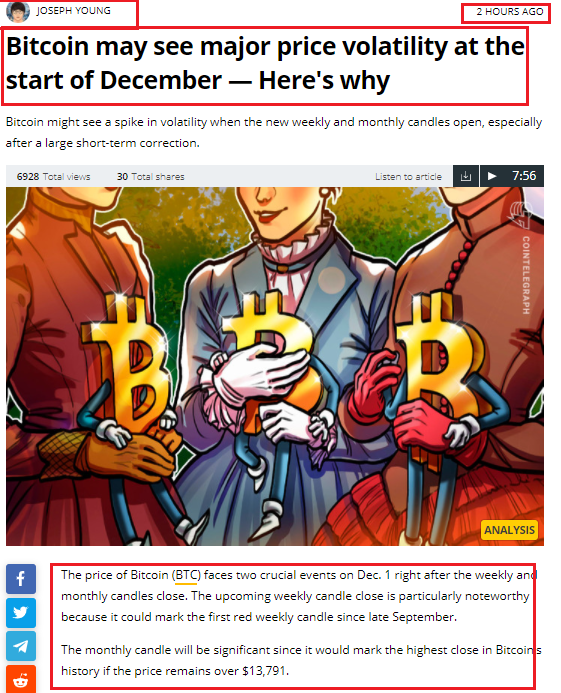 JOSEPH YOUNG
2 HOURS AGO
Bitcoin may see major price volatility at the
start of December — Here's why
Bitcoin might see a spike in volatility when the new weekly and monthly candles open, especially
after a large short-term correction.
6928 Total views 30 Total shares Listen to article 7:56
COINTELEGRAPH
ANALYSIS
The price of Bitcoin (BTC) faces two crucial events on Dec. 1 right after the weekly and
monthly candles close. The upcoming weekly candle close is particularly noteworthy
because it could mark the first red weekly candle since late September.
The monthly candle will be significant since it would mark the highest close in Bitcoin's
history if the price remains over $13,791.